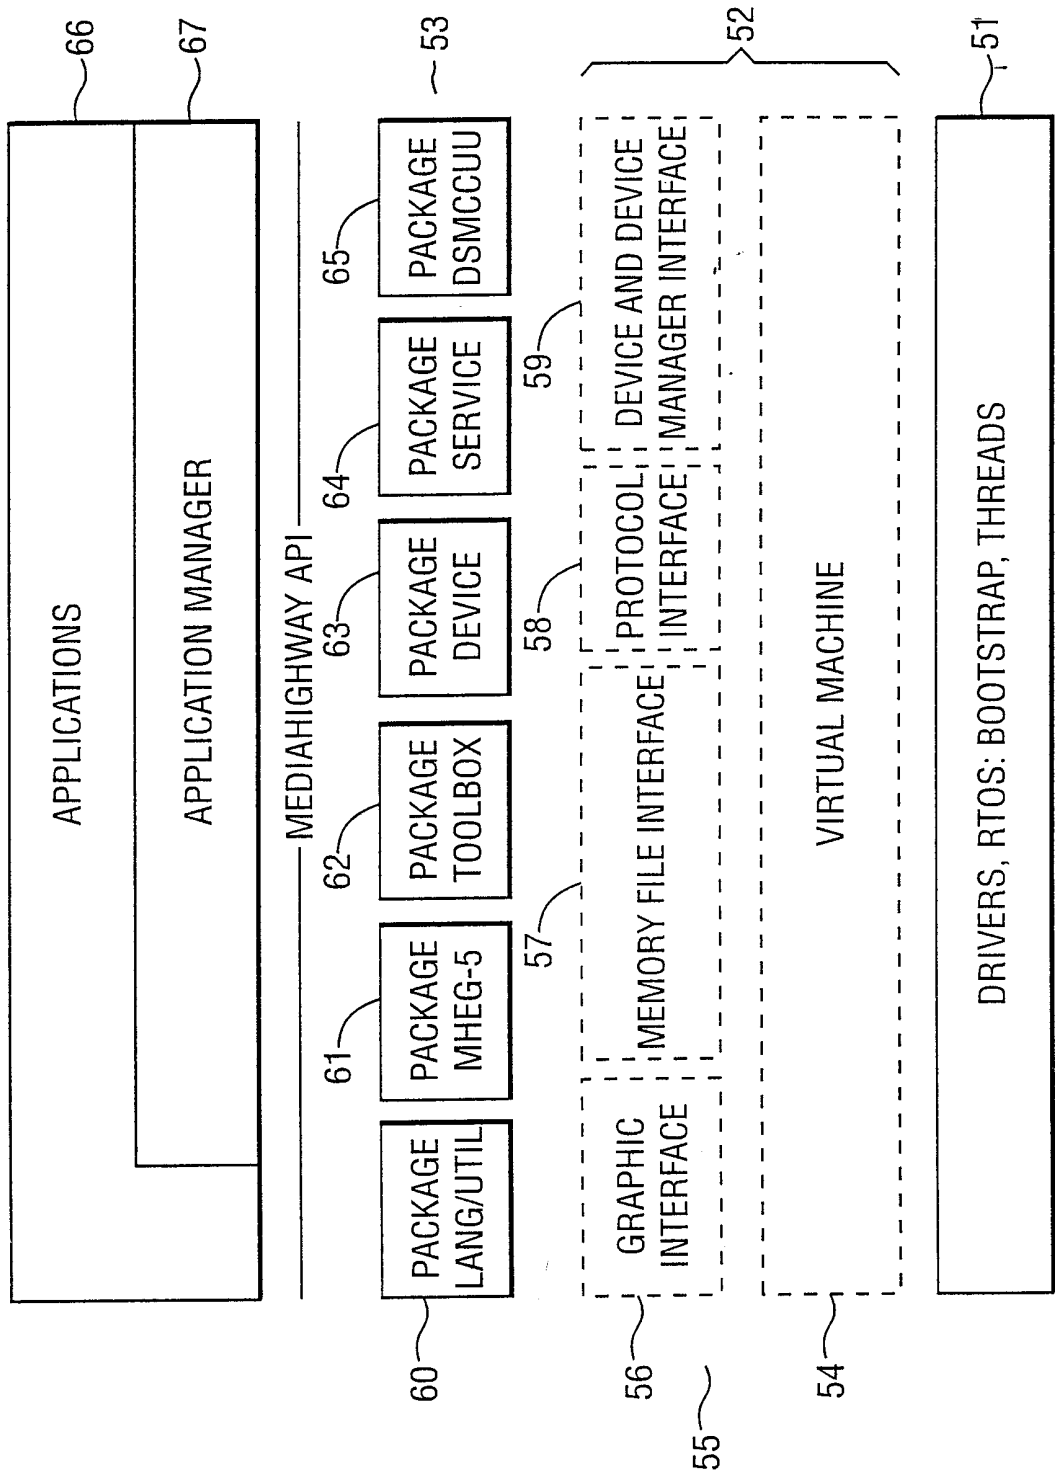 66
APPLICATIONS
67
APPLICATION MANAGER
MEDIAHIGHWAY API
53
60
PACKAGE
LANG/UTIL
61
PACKAGE
MHEG-5
62
PACKAGE
TOOLBOX
63
PACKAGE
DEVICE
64
PACKAGE
SERVICE
65
PACKAGE
DSMCCUU
52
55
56
GRAPHIC
INTERFACE
57
MEMORY FILE INTERFACE
58
PROTOCOL
INTERFACE
59
DEVICE AND DEVICE
MANAGER INTERFACE
54
VIRTUAL MACHINE
51
DRIVERS, RTOS: BOOTSTRAP, THREADS